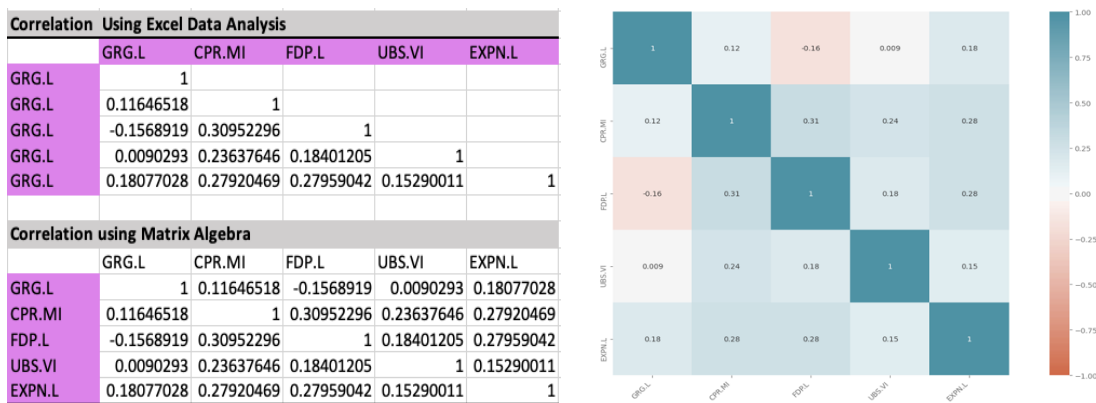 Correlation Using Excel Data Analysis
GRG.L CPR.MI FDP.L UBS.VI EXPN.L
GRG.L 1
GRG.L 0.11646518 1
GRG.L -0.1568919 0.30952296 1
GRG.L 0.0090293 0.23637646 0.18401205 1
GRG.L 0.18077028 0.27920469 0.27959042 0.15290011 1
Correlation using Matrix Algebra
GRG.L CPR.MI FDP.L UBS.VI EXPN.L
GRG.L 1 0.11646518 -0.1568919 0.0090293 0.18077028
CPR.MI 0.11646518 1 0.30952296 0.23637646 0.27920469
FDP.L -0.1568919 0.30952296 1 0.18401205 0.27959042
UBS.VI 0.0090293 0.23637646 0.18401205 1 0.15290011
EXPN.L 0.18077028 0.27920469 0.27959042 0.15290011 1
GRG.L 1 0.12 -0.16 0.009 0.18
CPR.MI 0.12 1 0.31 0.24 0.28
FDP.L -0.16 0.31 1 0.18 0.28
UBS.VI 0.009 0.24 0.18 1 0.15
EXPN.L 0.18 0.28 0.28 0.15 1
GRG.L CPR.MI FDP.L UBS.VI EXPN.L
1.00
0.75
0.50
0.25
0.00
-0.25
-0.50
-0.75
-1.00